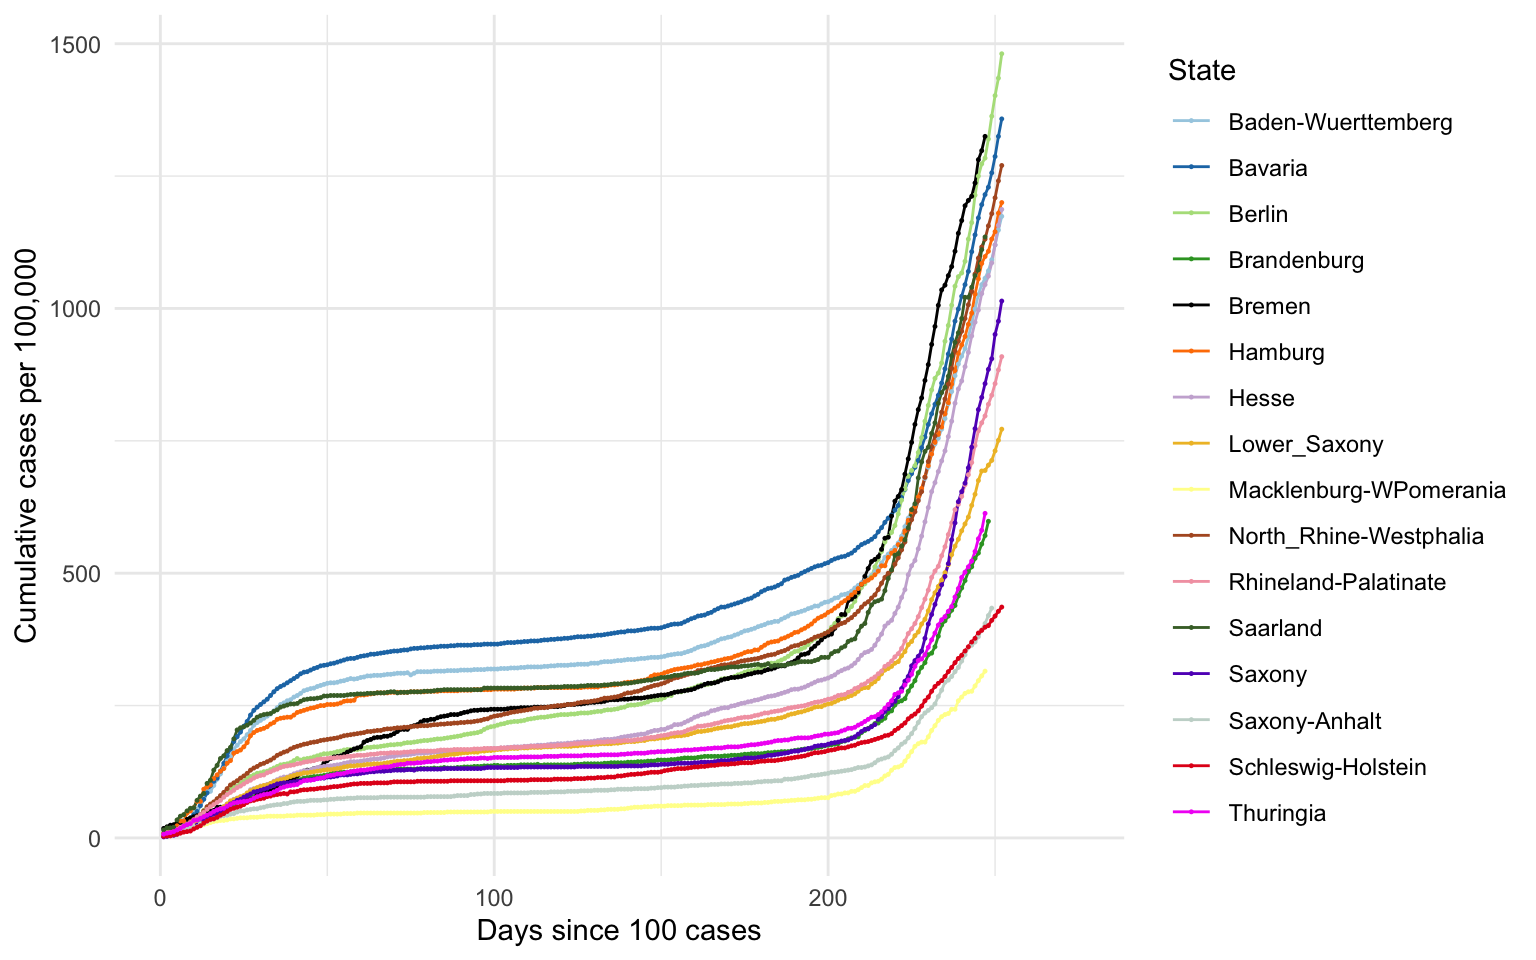 1500
1000
500
0
0
100
200
Cumulative cases per 100,000
Days since 100 cases
State
Baden-Wuerttemberg
Bavaria
Berlin
Brandenburg
Bremen
Hamburg
Hesse
Lower_Saxony
Macklenburg-WPomerania
North_Rhine-Westphalia
Rhineland-Palatinate
Saarland
Saxony
Saxony-Anhalt
Schleswig-Holstein
Thuringia